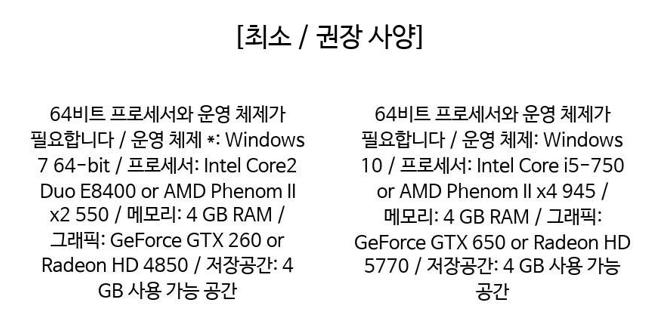 [최소 / 권장 사양]
64비트 프로세서와 운영 체제가
필요합니다 / 운영 체제 *: Windows
7 64-bit / 프로세서: Intel Core2
Duo E8400 or AMD Phenom II
x2 550 / 메모리: 4 GB RAM /
그래픽: GeForce GTX 260 or
Radeon HD 4850 / 저장공간: 4
GB 사용 가능 공간
64비트 프로세서와 운영 체제가
필요합니다 / 운영 체제: Windows
10 / 프로세서: Intel Core i5-750
or AMD Phenom II x4 945 /
메모리: 4 GB RAM / 그래픽:
GeForce GTX 650 or Radeon HD
5770 / 저장공간: 4 GB 사용 가능
공간